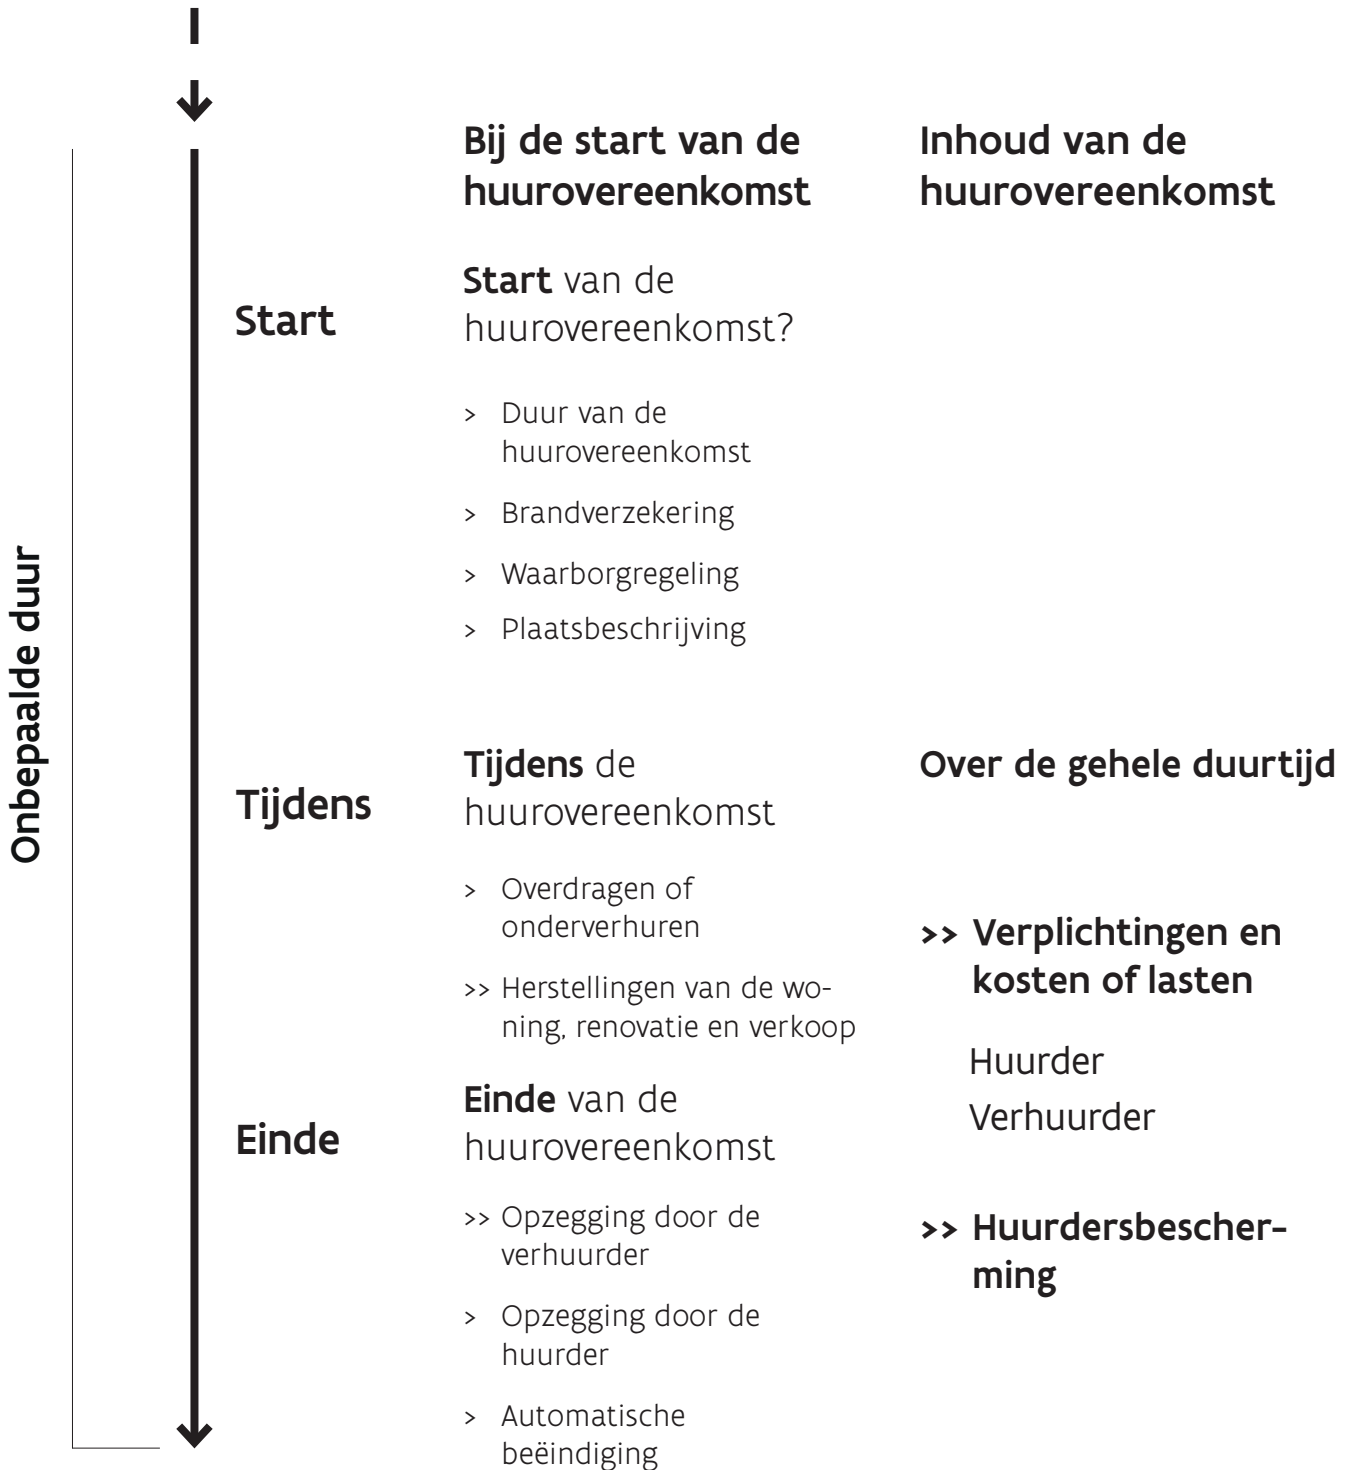 Onbepaalde duur
Bij de start van de
huurovereenkomst
Inhoud van de
huurovereenkomst
Start
Start van de
huurovereenkomst?
> Duur van de
huurovereenkomst
> Brandverzekering
> Waarborgregeling
> Plaatsbeschrijving
Tijdens
Tijdens de
huurovereenkomst
> Overdragen of
onderverhuren
>> Herstellingen van de wo-
ning, renovatie en verkoop
Einde
Einde van de
huurovereenkomst
>> Opzegging door de
verhuurder
> Opzegging door de
huurder
> Automatische
beëindiging
Over de gehele duurtijd
>> Verplichtingen en
kosten of lasten
Huurder
Verhuurder
>> Huurdersbescher-
ming